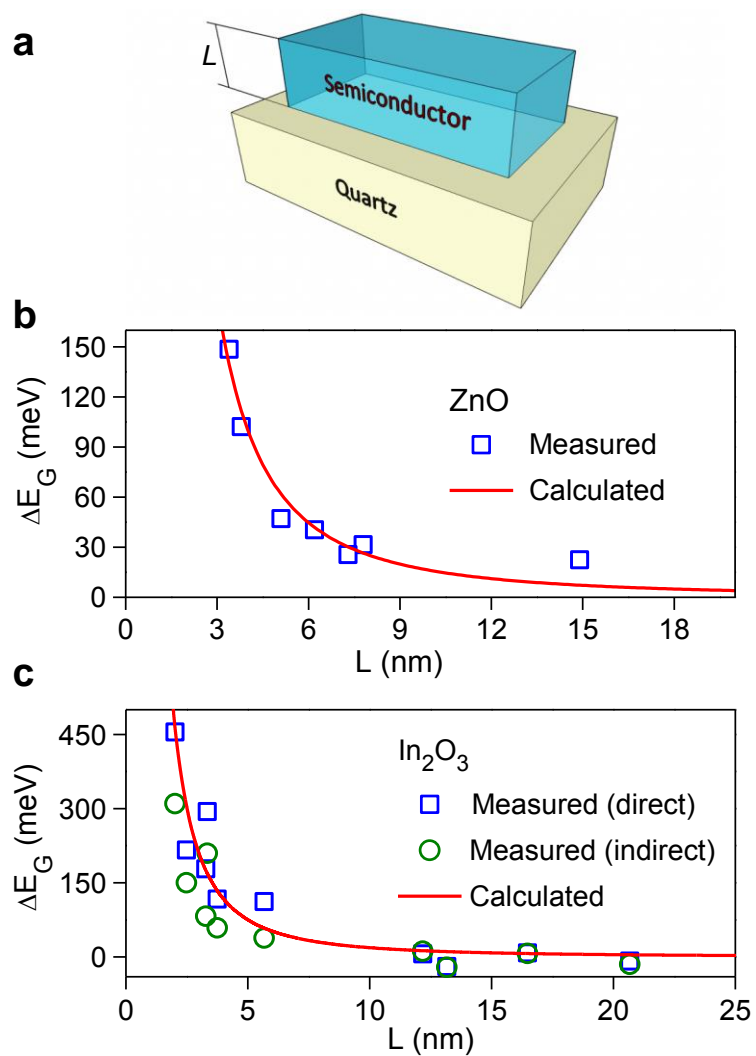 a
L
Semiconductor
Quartz
b
150
120
90
60
30
0
ΔE_G (meV)
ZnO
Measured
Calculated
0 3 6 9 12 15 18
L (nm)
c
450
300
150
0
ΔE_G (meV)
In₂O₃
Measured (direct)
Measured (indirect)
Calculated
0 5 10 15 20 25
L (nm)